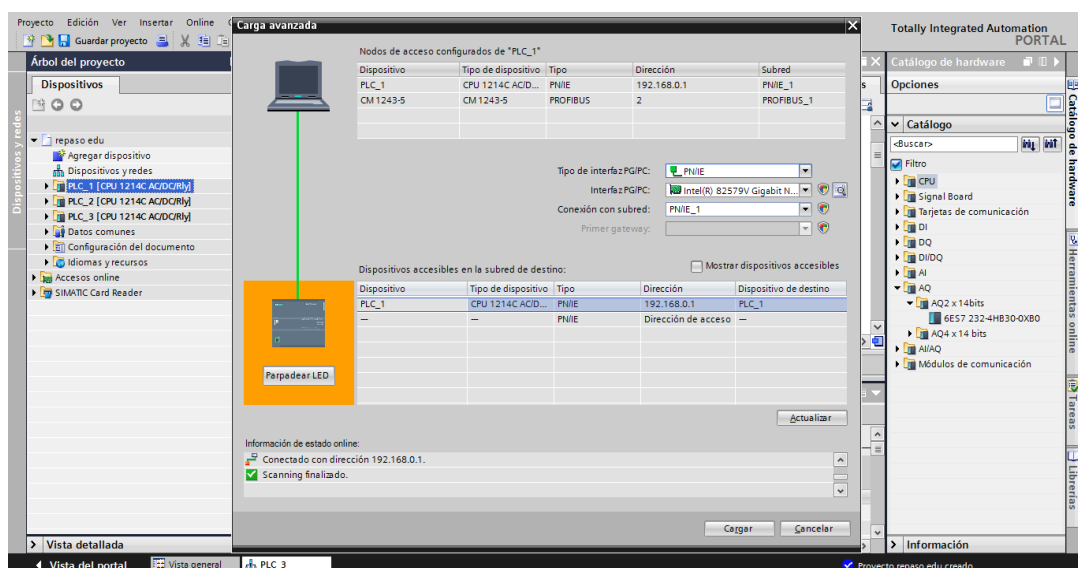 Proyecto Edición Ver Insertar Online
Guardar proyecto
Totally Integrated Automation
PORTAL
Árbol del proyecto
Dispositivos
Dispositivos y redes
repaso edu
Agregar dispositivo
Dispositivos y redes
PLC_1 [CPU 1214C AC/DC/Rly]
PLC_2 [CPU 1214C AC/DC/Rly]
PLC_3 [CPU 1214C AC/DC/Rly]
Datos comunes
Configuración del documento
Idiomas y recursos
Accesos online
SIMATIC Card Reader
Vista detallada
Carga avanzada
Nodos de acceso configurados de "PLC_1"
Dispositivo Tipo de dispositivo Tipo Dirección Subred
PLC_1 CPU 1214C AC/D... PN/IE 192.168.0.1 PN/IE_1
CM 1243-5 CM 1243-5 PROFIBUS 2 PROFIBUS_1
Tipo de interfaz PG/PC: PN/IE
Interfaz PG/PC: Intel(R) 82579V Gigabit N...
Conexión con subred: PN/IE_1
Primer gateway:
Dispositivos accesibles en la subred de destino: Mostrar dispositivos accesibles
Dispositivo Tipo de dispositivo Tipo Dirección Dispositivo de destino
PLC_1 CPU 1214C AC/D... PN/IE 192.168.0.1 PLC_1
— — PN/IE Dirección de acceso —
Parpadear LED
Actualizar
Información de estado online:
Conectado con dirección 192.168.0.1.
Scanning finalizado.
Cargar Cancelar
Catálogo de hardware
Opciones
Catálogo
<Buscar>
Filtro
CPU
Signal Board
Tarjetas de comunicación
DI
DQ
DI/DQ
AI
AQ
AQ2 x 14bits
6ES7 232-4HB30-0XB0
AQ4 x 14 bits
AI/AQ
Módulos de comunicación
Información
Catálogo de hardware
Herramientas online
Tareas
Librerías
Vista del portal Vista general PLC_3
Proyecto repaso edu creado.